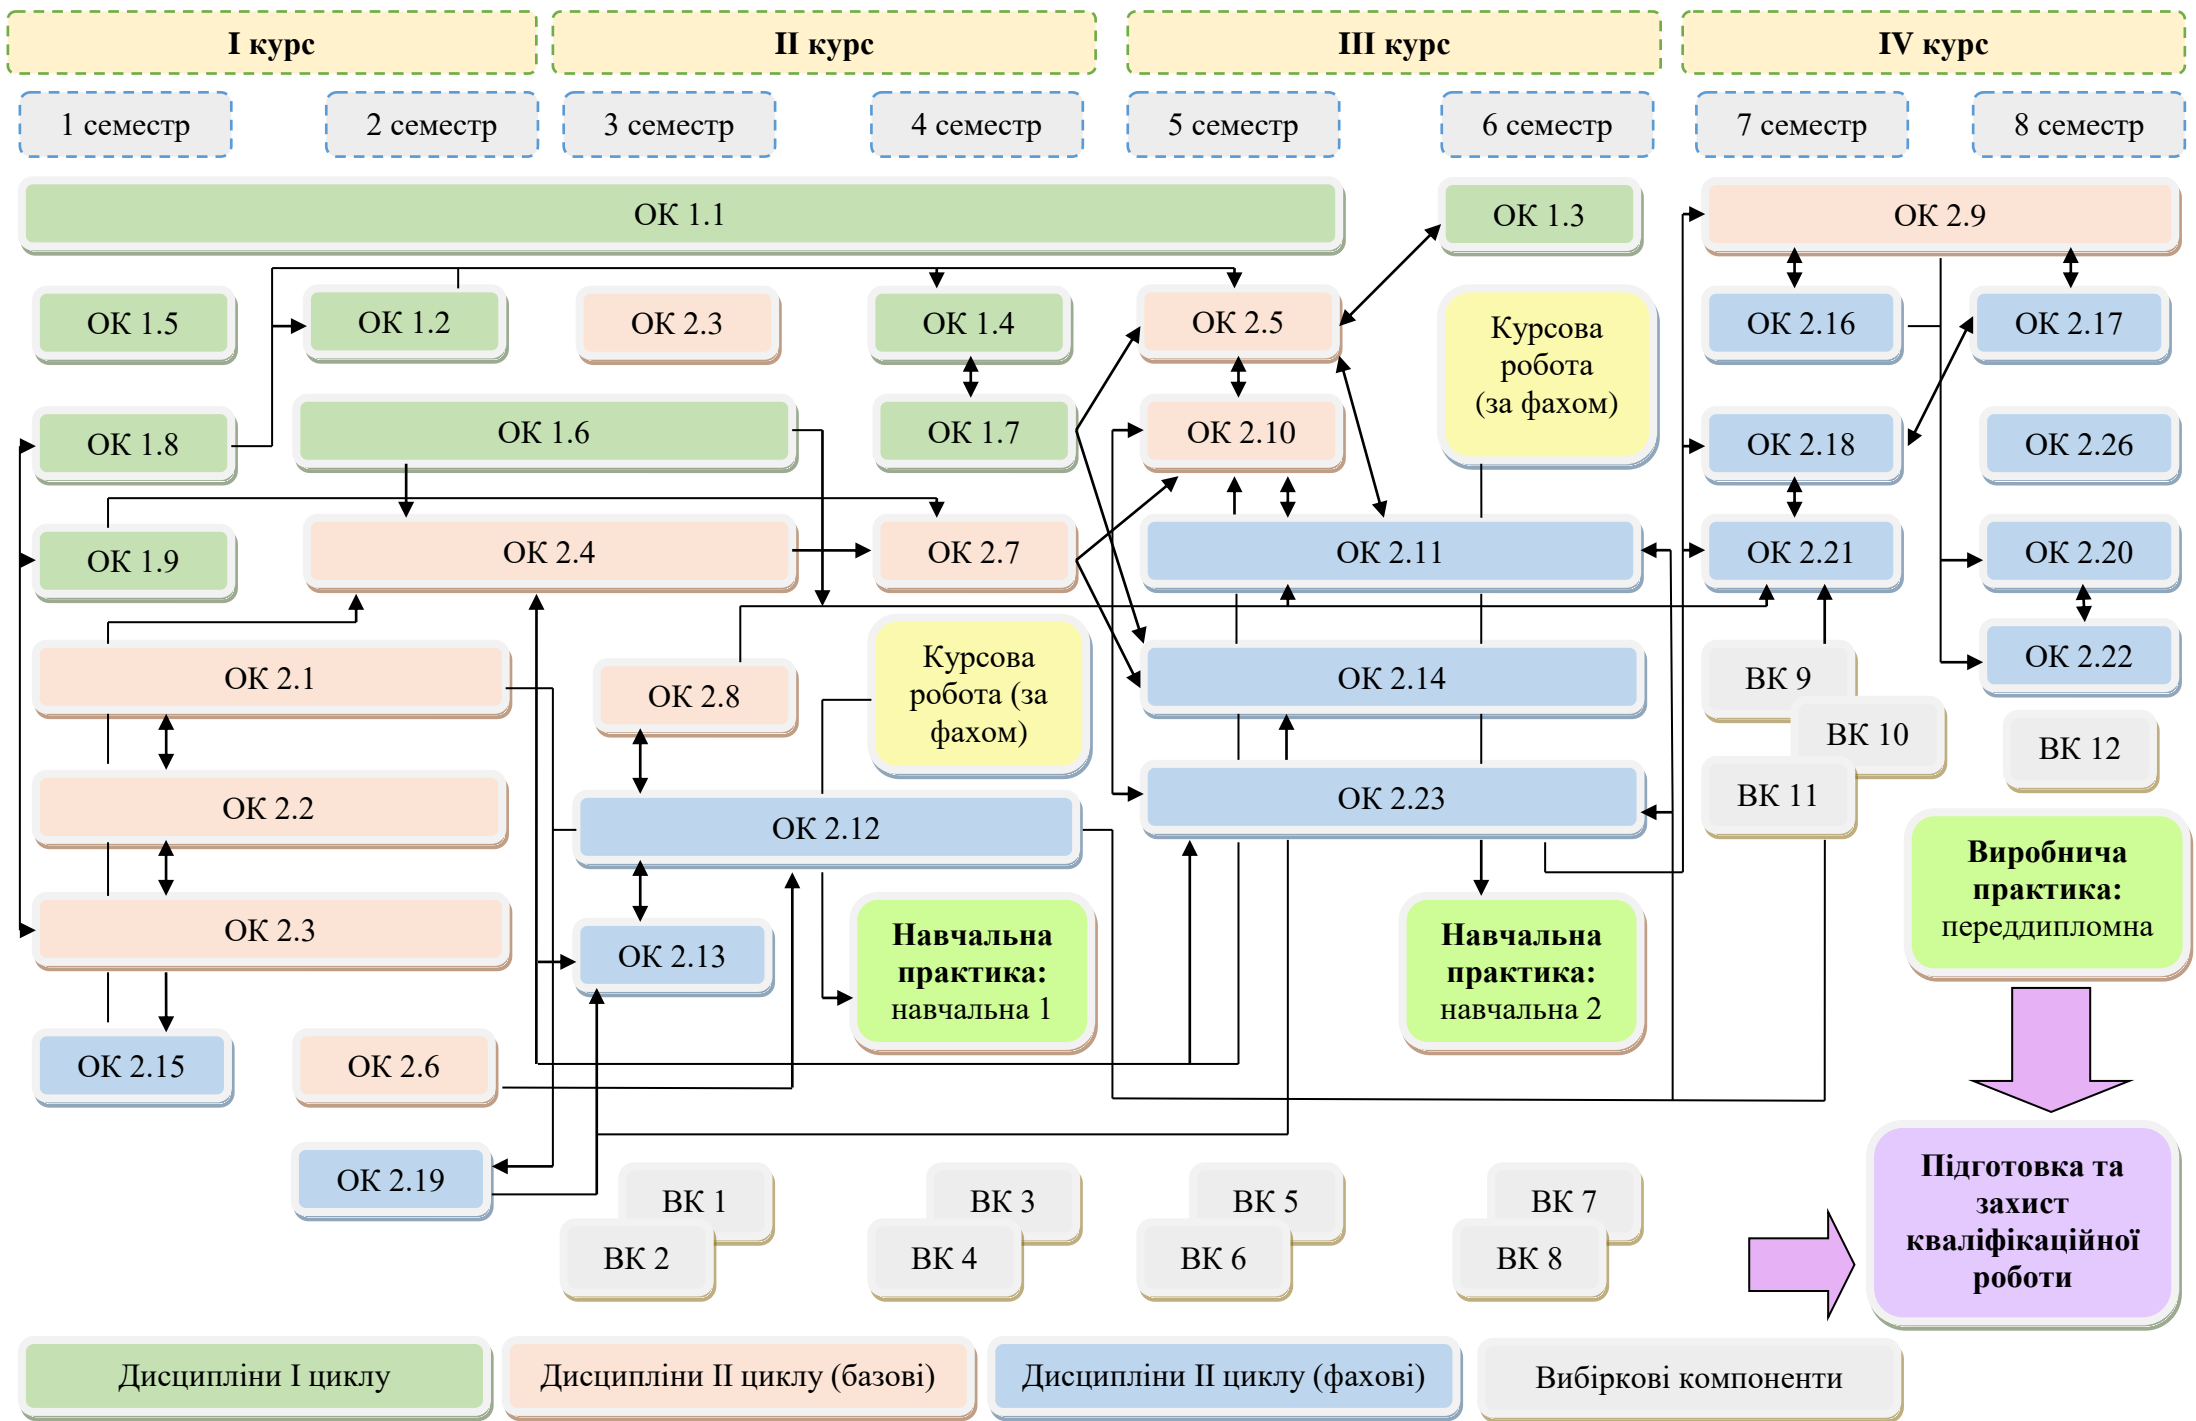 І курс
ІІ курс
ІІІ курс
IV курс
1 семестр
2 семестр
3 семестр
4 семестр
5 семестр
6 семестр
7 семестр
8 семестр
ОК 1.1
ОК 1.3
ОК 2.9
ОК 1.5
ОК 1.2
ОК 2.3
ОК 1.4
ОК 2.5
Курсова
робота
(за фахом)
ОК 2.16
ОК 2.17
ОК 1.8
ОК 1.6
ОК 1.7
ОК 2.10
ОК 2.18
ОК 2.26
ОК 1.9
ОК 2.4
ОК 2.7
ОК 2.11
ОК 2.21
ОК 2.20
ОК 2.1
ОК 2.8
Курсова
робота (за
фахом)
ОК 2.14
ВК 9
ОК 2.22
ВК 10
ВК 12
ВК 11
ОК 2.2
ОК 2.12
ОК 2.23
Виробнича
практика:
переддипломна
ОК 2.3
ОК 2.13
Навчальна
практика:
навчальна 1
Навчальна
практика:
навчальна 2
ОК 2.15
ОК 2.6
ОК 2.19
ВК 1
ВК 2
ВК 3
ВК 4
ВК 5
ВК 6
ВК 7
ВК 8
Підготовка та
захист
кваліфікаційної
роботи
Дисципліни І циклу
Дисципліни ІІ циклу (базові)
Дисципліни ІІ циклу (фахові)
Вибіркові компоненти